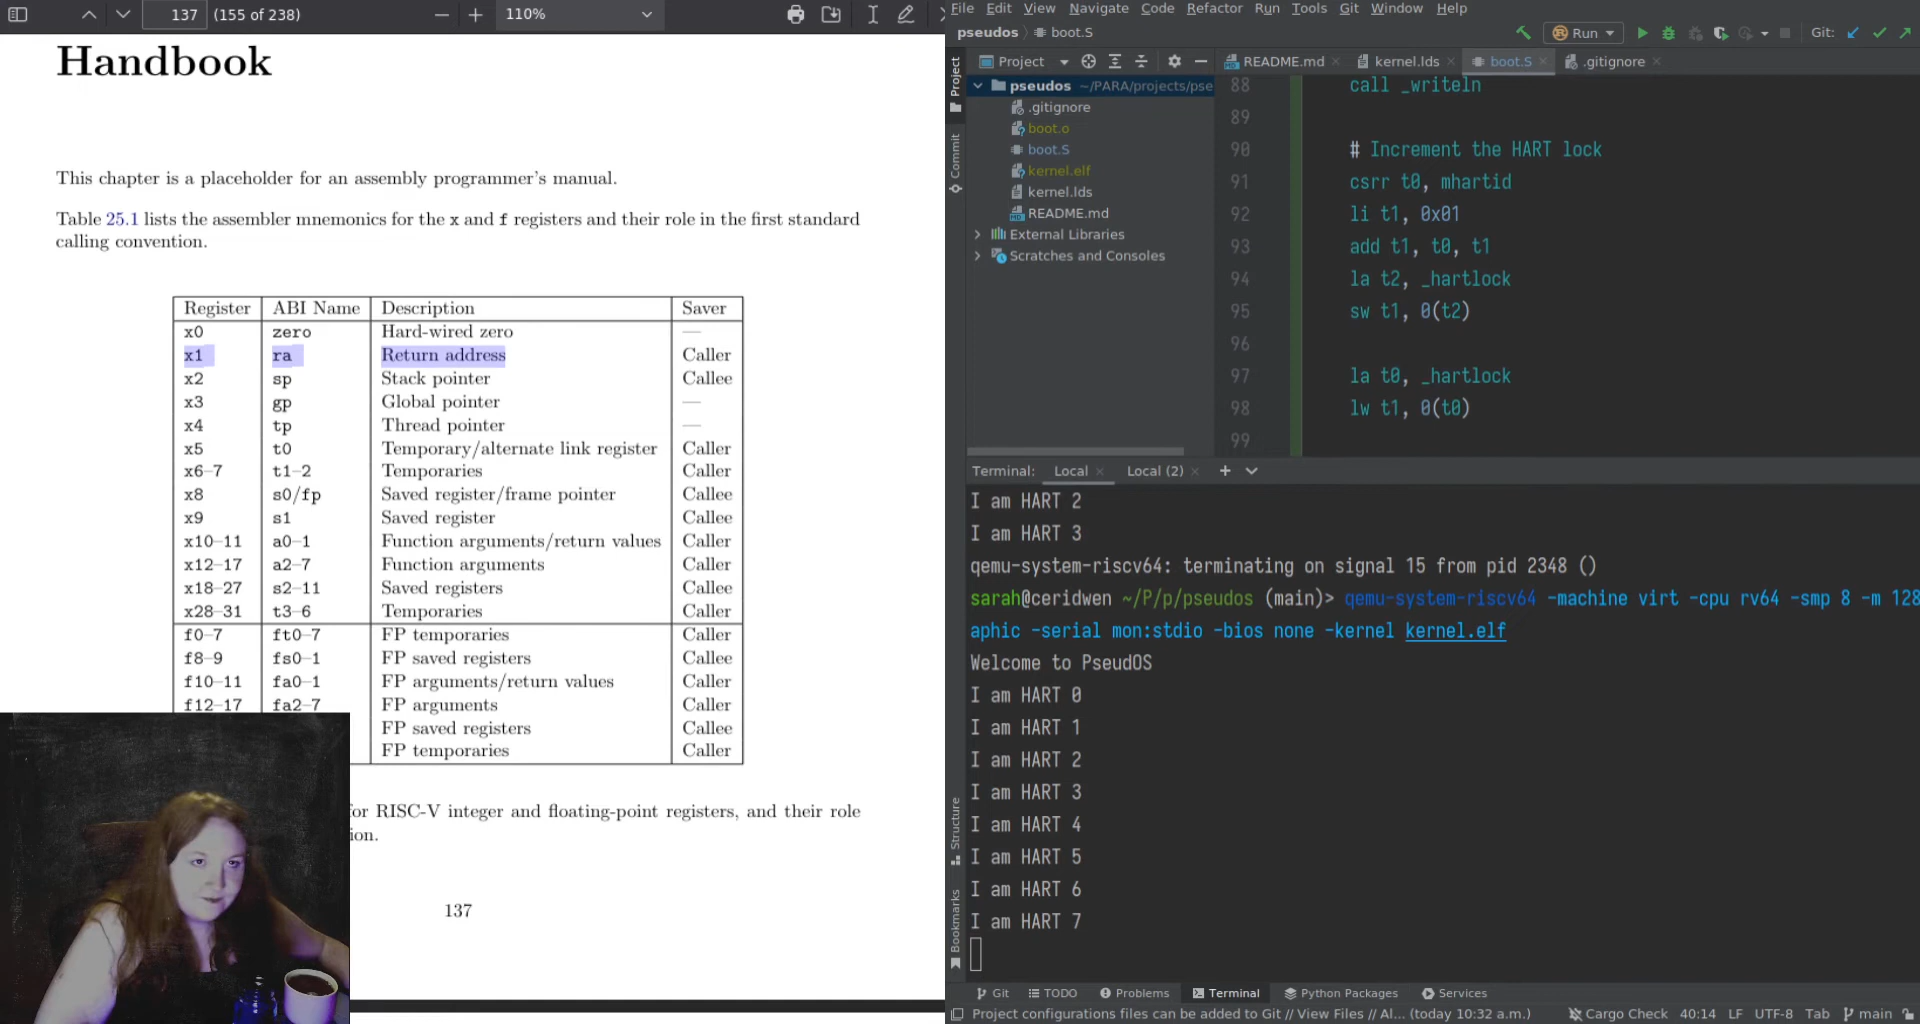 137 (155 of 238)
110%
Handbook
This chapter is a placeholder for an assembly programmer's manual.
Table 25.1 lists the assembler mnemonics for the x and f registers and their role in the first standard
calling convention.
Register ABI Name Description Saver
x0 zero Hard-wired zero —
x1 ra Return address Caller
x2 sp Stack pointer Callee
x3 gp Global pointer —
x4 tp Thread pointer —
x5 t0 Temporary/alternate link register Caller
x6–7 t1–2 Temporaries Caller
x8 s0/fp Saved register/frame pointer Callee
x9 s1 Saved register Callee
x10–11 a0–1 Function arguments/return values Caller
x12–17 a2–7 Function arguments Caller
x18–27 s2–11 Saved registers Callee
x28–31 t3–6 Temporaries Caller
f0–7 ft0–7 FP temporaries Caller
f8–9 fs0–1 FP saved registers Callee
f10–11 fa0–1 FP arguments/return values Caller
f12–17 fa2–7 FP arguments Caller
FP saved registers Callee
FP temporaries Caller
for RISC-V integer and floating-point registers, and their role
ion.
137
File Edit View Navigate Code Refactor Run Tools Git Window Help
pseudos boot.S Run Git:
Project README.md kernel.lds boot.S .gitignore
Project
Commit
Structure
Bookmarks
pseudos ~/PARA/projects/pse
.gitignore
boot.o
boot.S
kernel.elf
kernel.lds
README.md
External Libraries
Scratches and Consoles
88 call _writeln
89
90 # Increment the HART lock
91 csrr t0, mhartid
92 li t1, 0x01
93 add t1, t0, t1
94 la t2, _hartlock
95 sw t1, 0(t2)
96
97 la t0, _hartlock
98 lw t1, 0(t0)
99
Terminal: Local Local (2)
I am HART 2
I am HART 3
qemu-system-riscv64: terminating on signal 15 from pid 2348 ()
sarah@ceridwen ~/P/p/pseudos (main)> qemu-system-riscv64 -machine virt -cpu rv64 -smp 8 -m 128
aphic -serial mon:stdio -bios none -kernel kernel.elf
Welcome to PseudOS
I am HART 0
I am HART 1
I am HART 2
I am HART 3
I am HART 4
I am HART 5
I am HART 6
I am HART 7
Git TODO Problems Terminal Python Packages Services
Project configurations files can be added to Git // View Files // Al... (today 10:32 a.m.) Cargo Check 40:14 LF UTF-8 Tab main